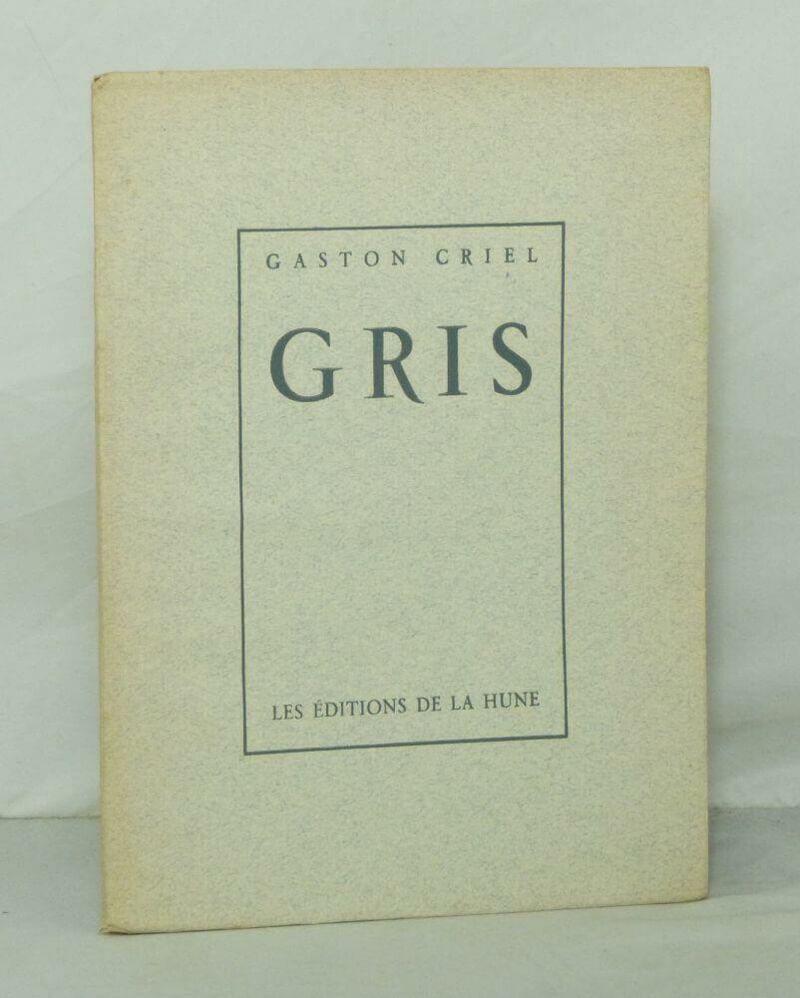 GASTON CRIEL
GRIS
LES ÉDITIONS DE LA HUNE